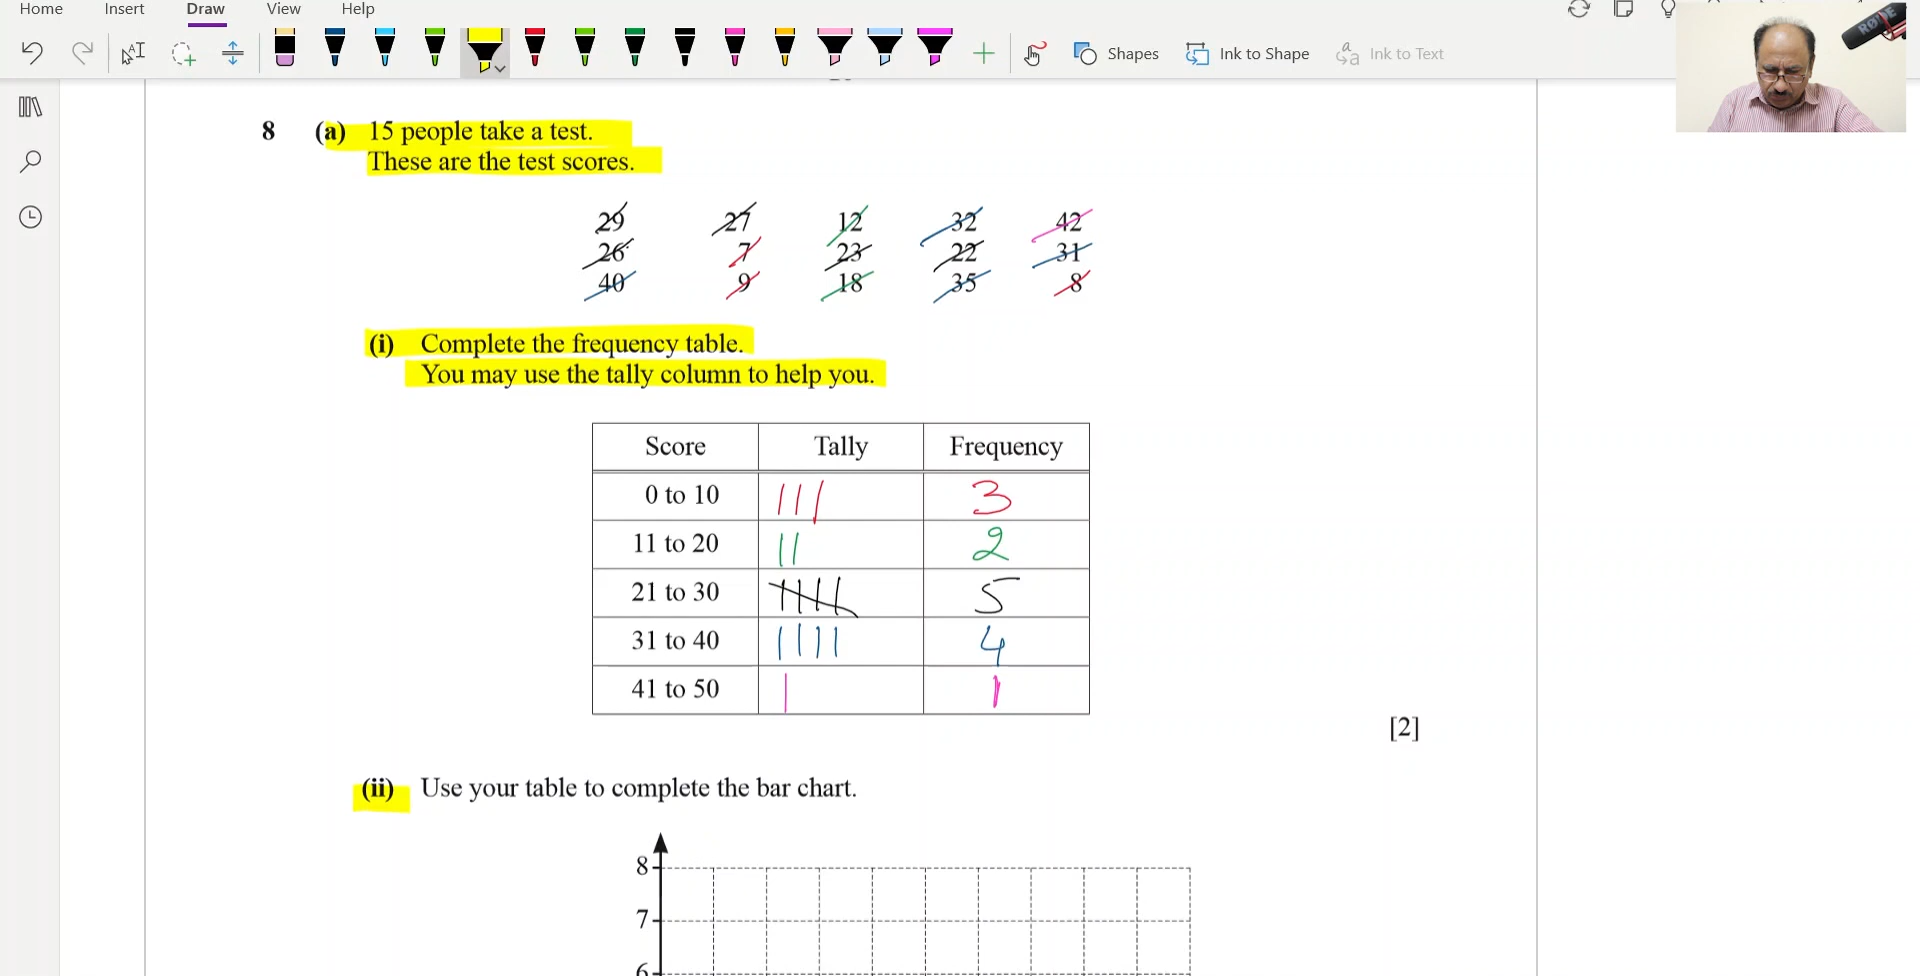 Home Insert Draw View Help
Shapes Ink to Shape Ink to Text
RØDE
8 (a) 15 people take a test.
These are the test scores.
29 27 12 32 42
26 7 23 22 31
40 9 18 35 8
(i) Complete the frequency table.
You may use the tally column to help you.
Score Tally Frequency
0 to 10 3
11 to 20 2
21 to 30 5
31 to 40 4
41 to 50 1
[2]
(ii) Use your table to complete the bar chart.
8
7
6